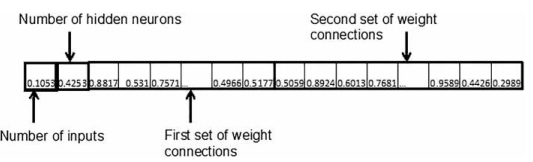 Number of hidden neurons
Second set of weight
connections
0.1053 0.4253 0.8817 0.531 0.7571 ... 0.4966 0.5177 0.5059 0.8924 0.6013 0.7681 ... 0.9589 0.4426 0.2989
Number of inputs
First set of weight
connections